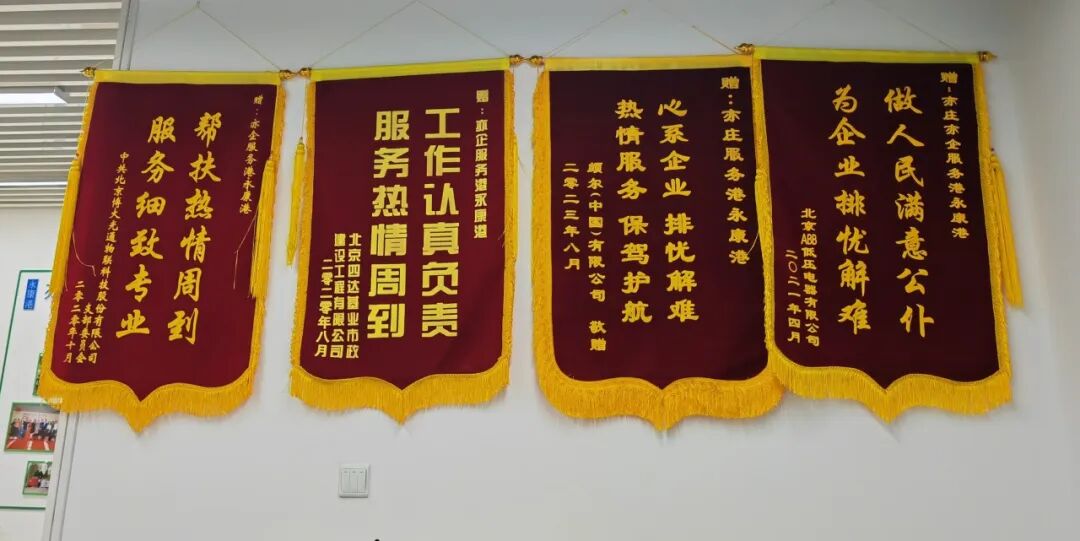 赠：亦企服务港永康港
帮扶热情周到
服务细致专业
中共北京博大光通物联科技股份有限公司
支部委员会
二零二零年十月
赠：亦企服务港永康港
工作认真负责
服务热情周到
北京四达基业市政
建设工程有限公司
二零二零年八月
赠：亦庄服务港永康港
心系企业 排忧解难
热情服务 保驾护航
颇尔（中国）有限公司 敬赠
二零二三年八月
赠：亦庄亦企服务港永康港
做人民满意公仆
为企业排忧解难
北京ABB低压电器有限公司
二〇二一年四月
永康港